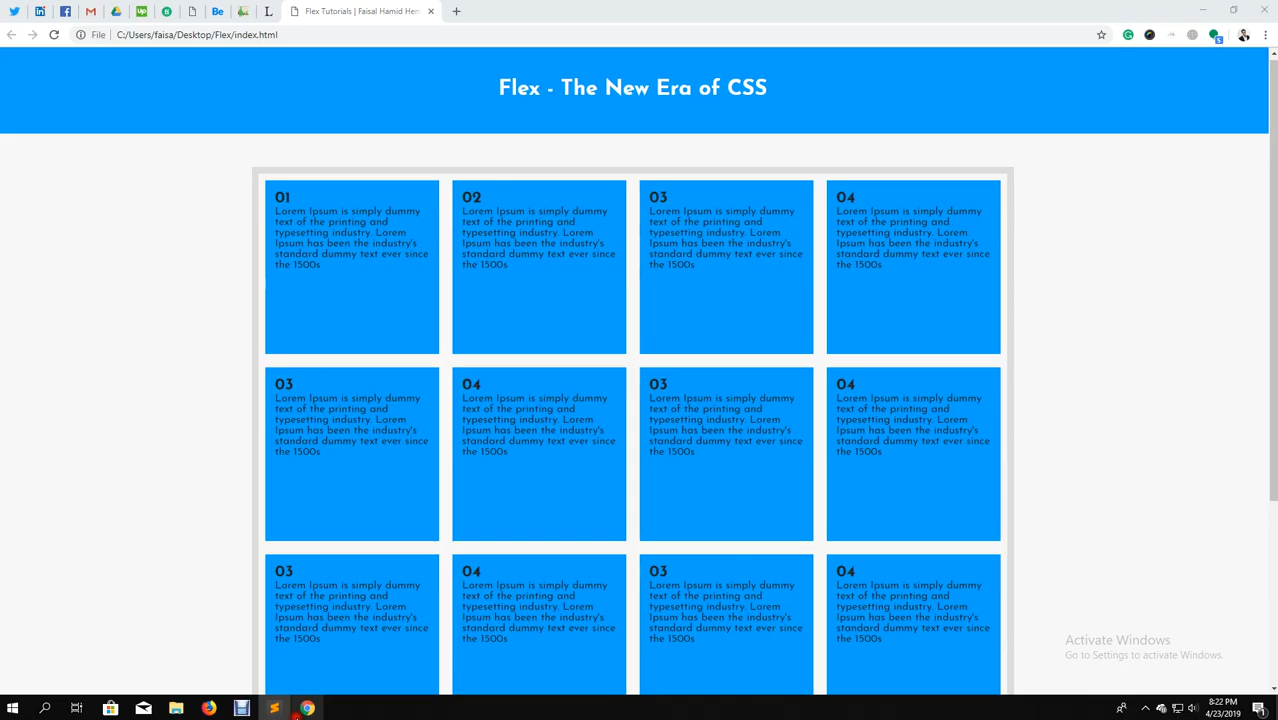 Flex Tutorials | Faisal Hamid Hem
File
C:/Users/faisa/Desktop/Flex/index.html
Flex - The New Era of CSS
01
Lorem Ipsum is simply dummy
text of the printing and
typesetting industry. Lorem
Ipsum has been the industry's
standard dummy text ever since
the 1500s
02
Lorem Ipsum is simply dummy
text of the printing and
typesetting industry. Lorem
Ipsum has been the industry's
standard dummy text ever since
the 1500s
03
Lorem Ipsum is simply dummy
text of the printing and
typesetting industry. Lorem
Ipsum has been the industry's
standard dummy text ever since
the 1500s
04
Lorem Ipsum is simply dummy
text of the printing and
typesetting industry. Lorem
Ipsum has been the industry's
standard dummy text ever since
the 1500s
03
Lorem Ipsum is simply dummy
text of the printing and
typesetting industry. Lorem
Ipsum has been the industry's
standard dummy text ever since
the 1500s
04
Lorem Ipsum is simply dummy
text of the printing and
typesetting industry. Lorem
Ipsum has been the industry's
standard dummy text ever since
the 1500s
03
Lorem Ipsum is simply dummy
text of the printing and
typesetting industry. Lorem
Ipsum has been the industry's
standard dummy text ever since
the 1500s
04
Lorem Ipsum is simply dummy
text of the printing and
typesetting industry. Lorem
Ipsum has been the industry's
standard dummy text ever since
the 1500s
03
Lorem Ipsum is simply dummy
text of the printing and
typesetting industry. Lorem
Ipsum has been the industry's
standard dummy text ever since
the 1500s
04
Lorem Ipsum is simply dummy
text of the printing and
typesetting industry. Lorem
Ipsum has been the industry's
standard dummy text ever since
the 1500s
03
Lorem Ipsum is simply dummy
text of the printing and
typesetting industry. Lorem
Ipsum has been the industry's
standard dummy text ever since
the 1500s
04
Lorem Ipsum is simply dummy
text of the printing and
typesetting industry. Lorem
Ipsum has been the industry's
standard dummy text ever since
the 1500s
Activate Windows
Go to Settings to activate Windows.
8:22 PM
4/23/2019